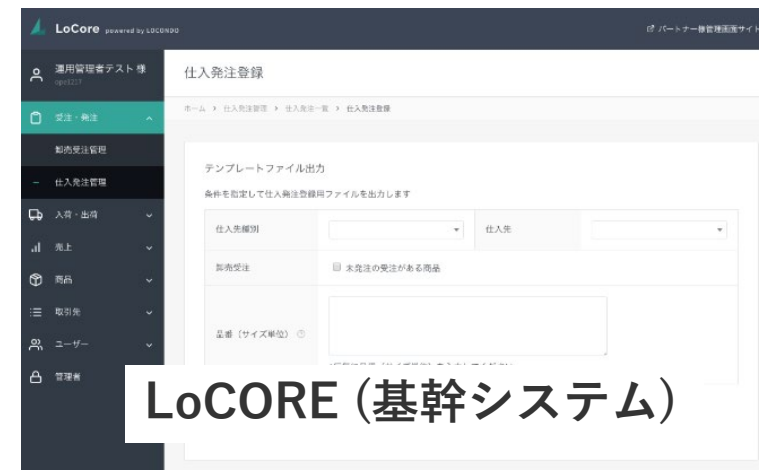 LoCore powered by LOCONDO
パートナー様管理画面サイト
運用管理者テスト 様
仕入発注登録
ホーム > 仕入発注管理 > 仕入発注一覧 > 仕入発注登録
受注・発注
卸売受注管理
仕入発注管理
入荷・出荷
売上
商品
取引先
ユーザー
管理者
テンプレートファイル出力
条件を指定して仕入発注登録用ファイルを出力します
仕入先種別
仕入先
卸売受注
未発注の受注がある商品
品番（サイズ単位）
LoCORE (基幹システム)